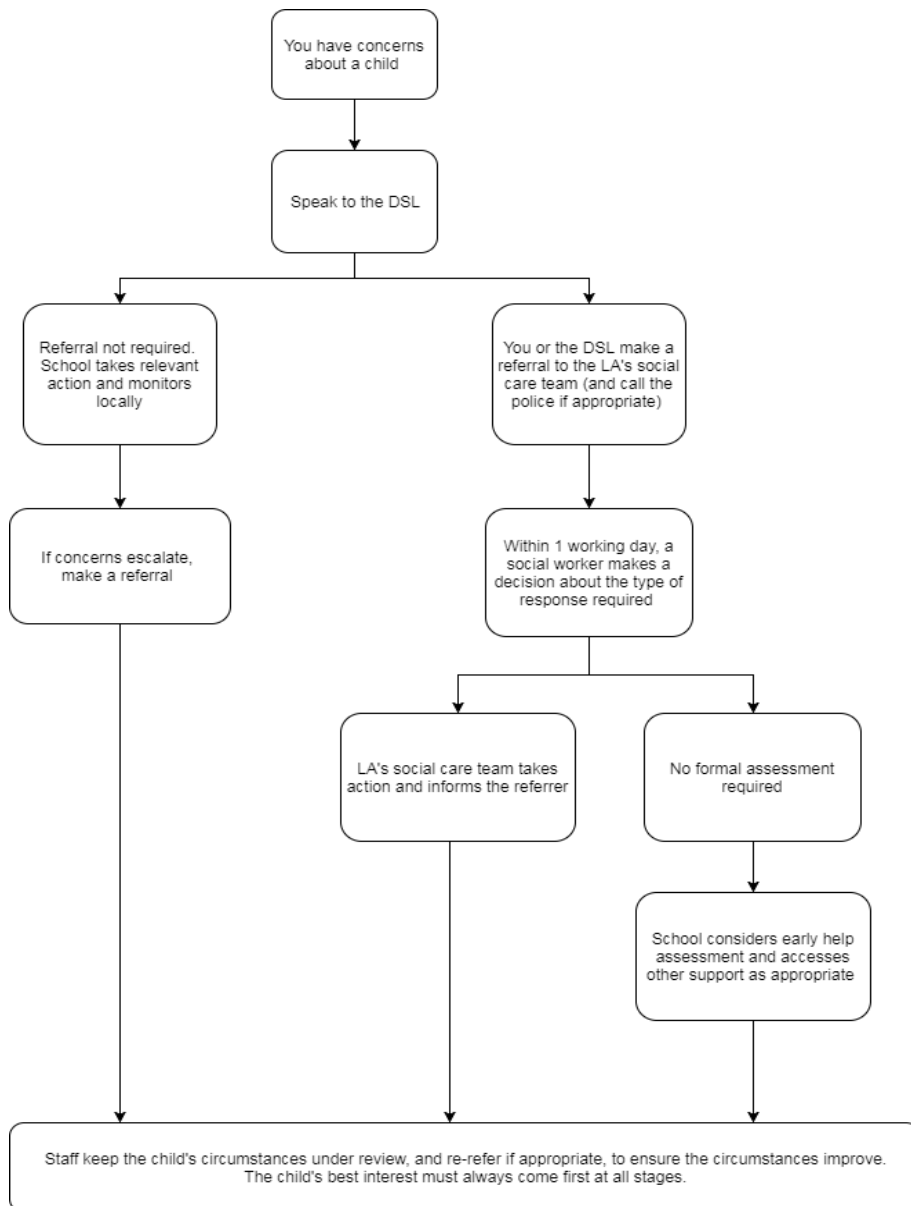 You have concerns
about a child
Speak to the DSL
Referral not required.
School takes relevant
action and monitors
locally
You or the DSL make a
referral to the LA's social
care team (and call the
police if appropriate)
If concerns escalate,
make a referral
Within 1 working day, a
social worker makes a
decision about the type of
response required
LA's social care team takes
action and informs the referrer
No formal assessment
required
School considers early help
assessment and accesses
other support as appropriate
Staff keep the child's circumstances under review, and re-refer if appropriate, to ensure the circumstances improve.
The child's best interest must always come first at all stages.